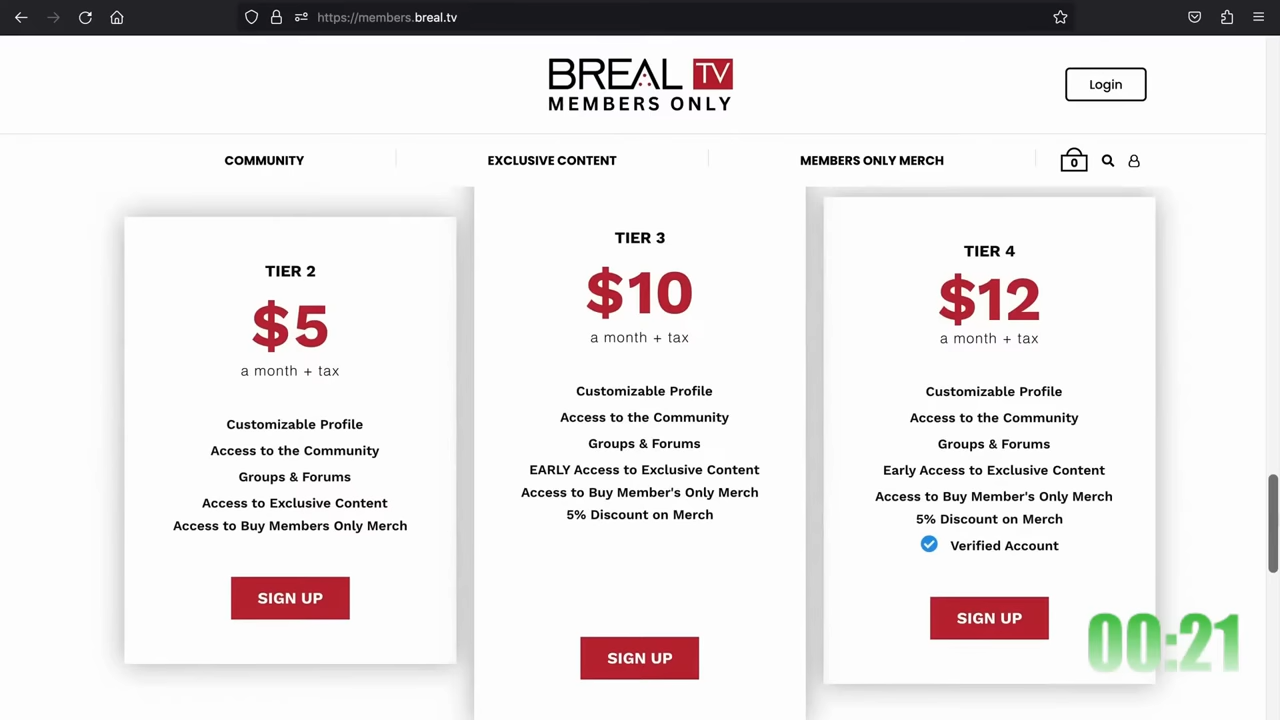 https://members.breal.tv
BREAL TV
MEMBERS ONLY
Login
COMMUNITY
EXCLUSIVE CONTENT
MEMBERS ONLY MERCH
0
TIER 2
$5
a month + tax
Customizable Profile
Access to the Community
Groups & Forums
Access to Exclusive Content
Access to Buy Members Only Merch
SIGN UP
TIER 3
$10
a month + tax
Customizable Profile
Access to the Community
Groups & Forums
EARLY Access to Exclusive Content
Access to Buy Member's Only Merch
5% Discount on Merch
SIGN UP
TIER 4
$12
a month + tax
Customizable Profile
Access to the Community
Groups & Forums
Early Access to Exclusive Content
Access to Buy Member's Only Merch
5% Discount on Merch
Verified Account
SIGN UP
00:21